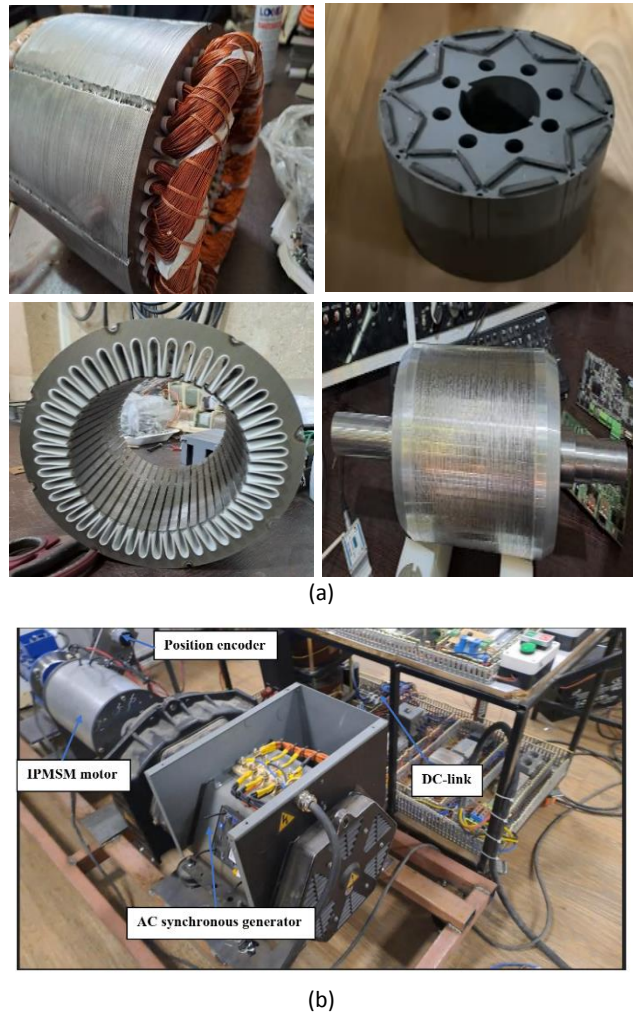 (a)
Position encoder
IPMSM motor
DC-link
AC synchronous generator
(b)